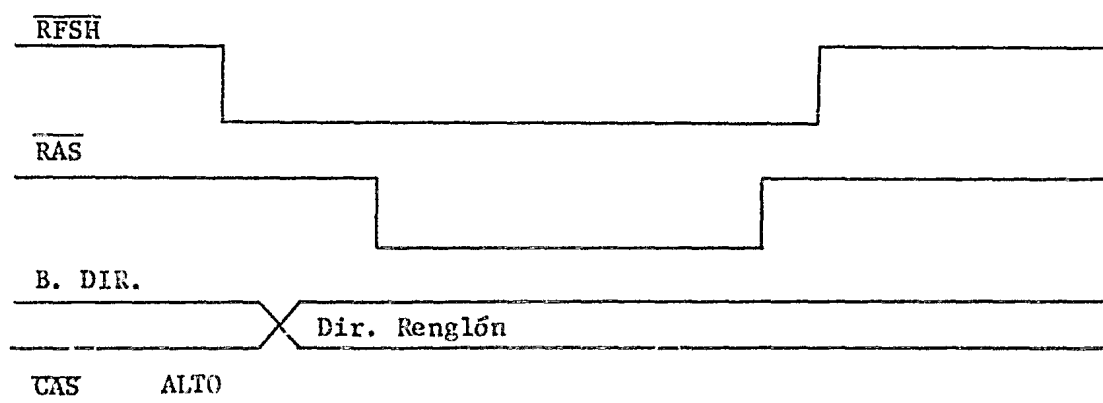 RFSH
RAS
B. DIR.
Dir. Renglón
CAS ALTO